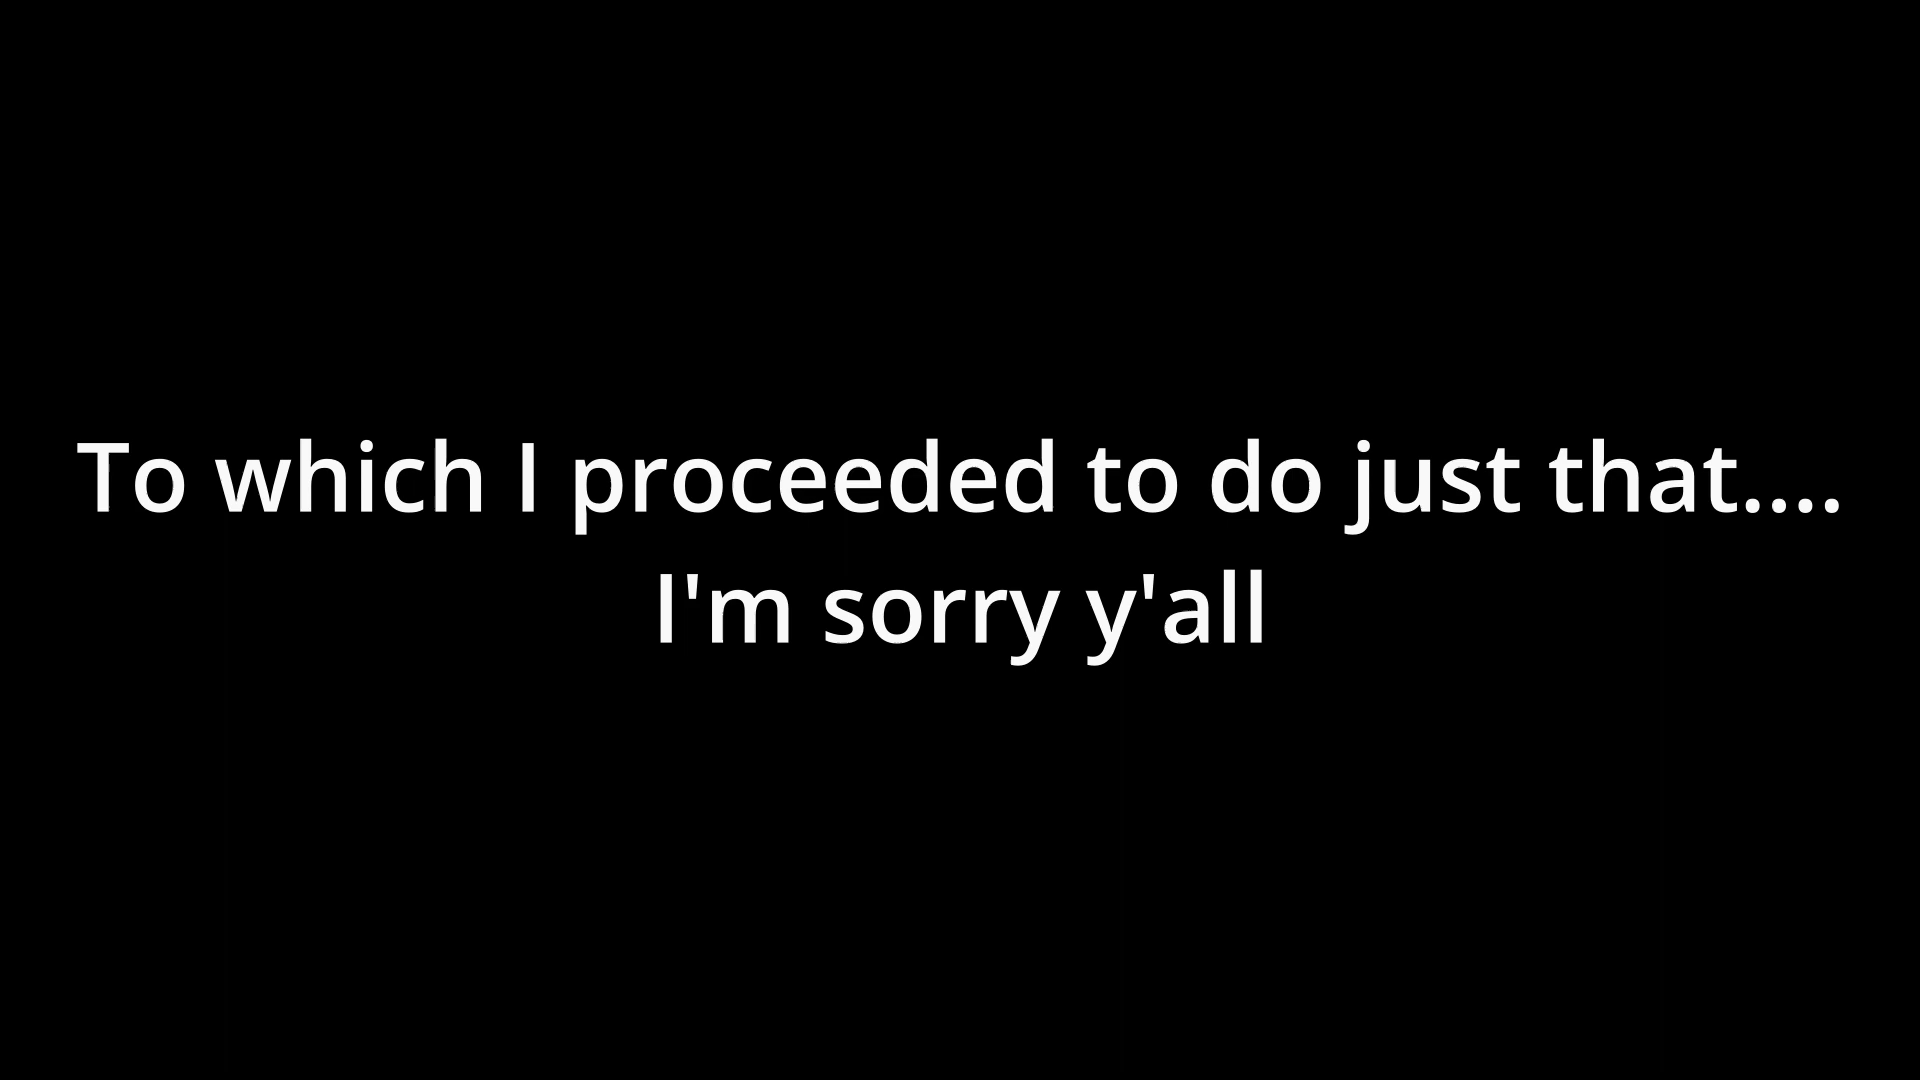 To which I proceeded to do just that....
I'm sorry y'all